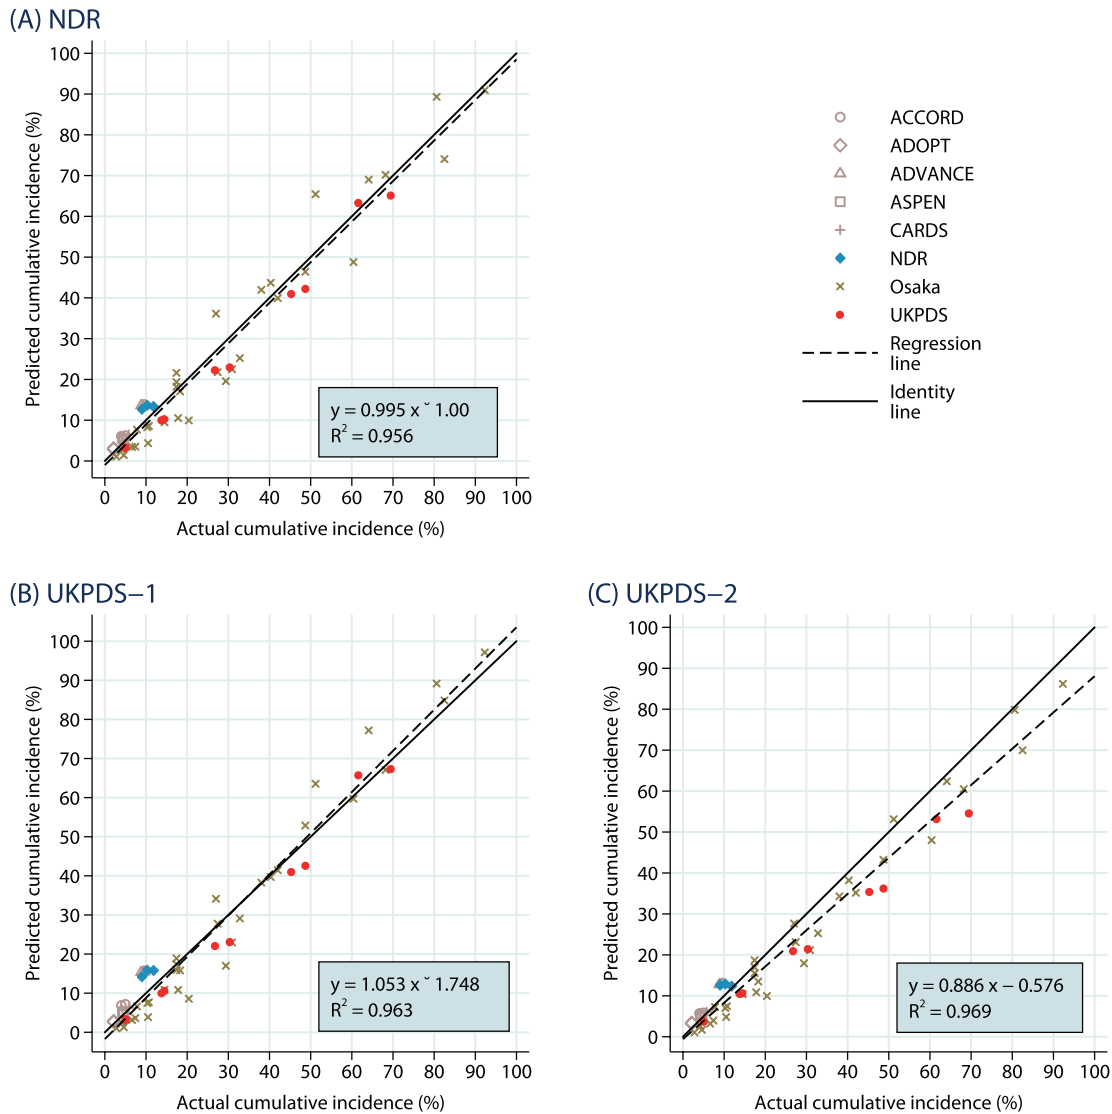 (A) NDR
100
90
80
70
60
50
40
30
20
10
0
Predicted cumulative incidence (%)
y = 0.995 x ˘ 1.00
R² = 0.956
0 10 20 30 40 50 60 70 80 90 100
Actual cumulative incidence (%)
ACCORD
ADOPT
ADVANCE
ASPEN
CARDS
NDR
Osaka
UKPDS
Regression
line
Identity
line
(B) UKPDS−1
100
90
80
70
60
50
40
30
20
10
0
Predicted cumulative incidence (%)
y = 1.053 x ˘ 1.748
R² = 0.963
0 10 20 30 40 50 60 70 80 90 100
Actual cumulative incidence (%)
(C) UKPDS−2
100
90
80
70
60
50
40
30
20
10
0
Predicted cumulative incidence (%)
y = 0.886 x − 0.576
R² = 0.969
0 10 20 30 40 50 60 70 80 90 100
Actual cumulative incidence (%)